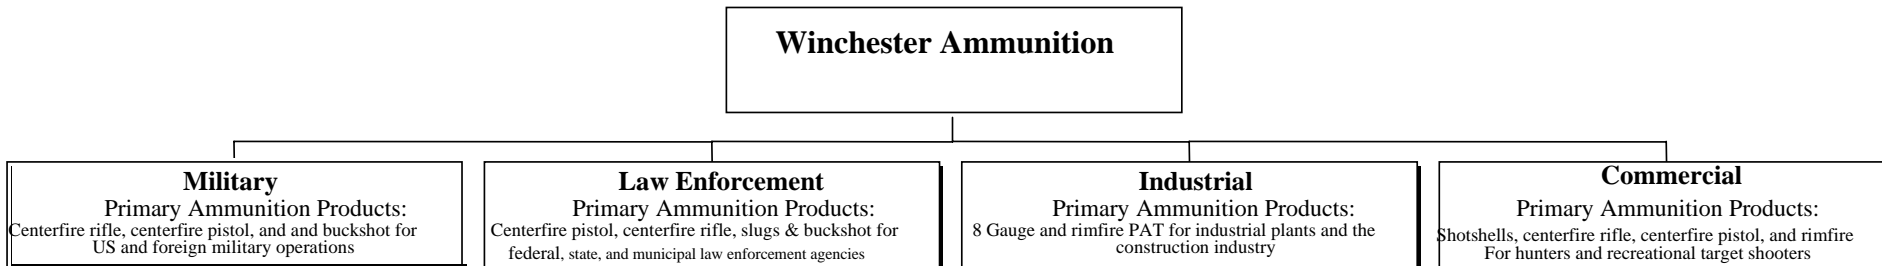 Winchester Ammunition
Military
Primary Ammunition Products:
Centerfire rifle, centerfire pistol, and and buckshot for
US and foreign military operations
Law Enforcement
Primary Ammunition Products:
Centerfire pistol, centerfire rifle, slugs & buckshot for
federal, state, and municipal law enforcement agencies
Industrial
Primary Ammunition Products:
8 Gauge and rimfire PAT for industrial plants and the
construction industry
Commercial
Primary Ammunition Products:
Shotshells, centerfire rifle, centerfire pistol, and rimfire
For hunters and recreational target shooters